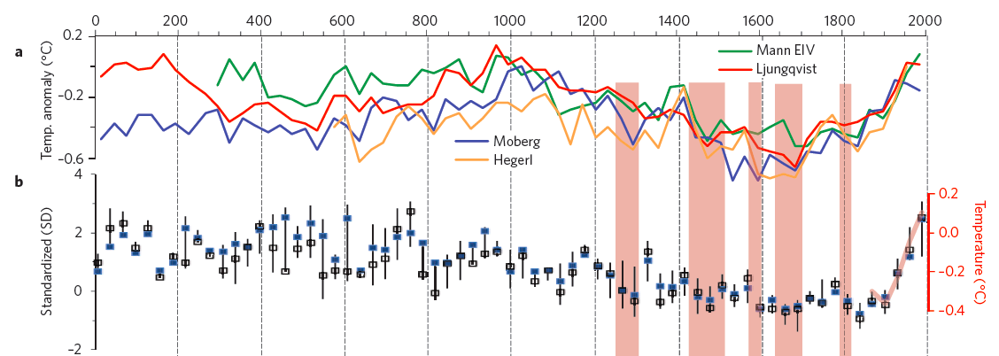 0 200 400 600 800 1000 1200 1400 1600 1800 2000
a
Temp. anomaly (°C)
0.2
−0.2
−0.6
Mann EIV
Ljungqvist
Moberg
Hegerl
b
Standardized (SD)
4
2
0
−2
0.2
0.0
−0.2
−0.4
Temperature (°C)